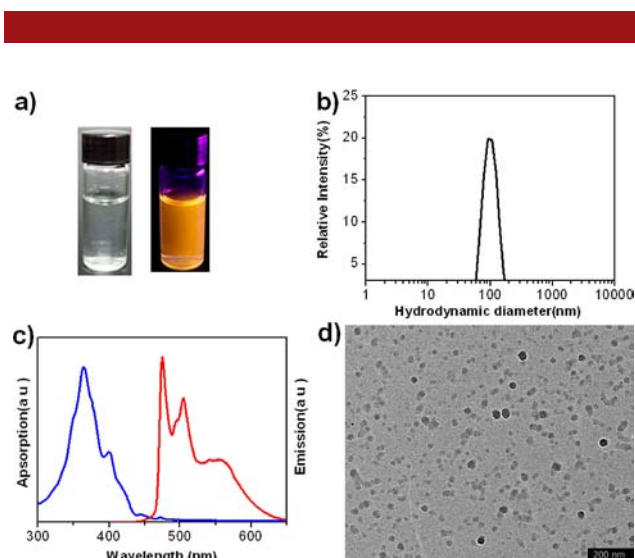 a)
b)
25
20
15
10
5
Relative Intensity(%)
1 10 100 1000 10000
Hydrodynamic diameter(nm)
c)
Apsorption(a u)
Emission(a u)
300 400 500 600
Wavelength (nm)
d)
200 nm